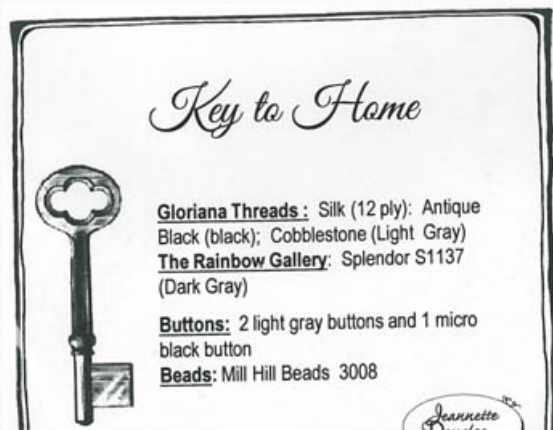 Key to Home
Gloriana Threads : Silk (12 ply): Antique
Black (black); Cobblestone (Light Gray)
The Rainbow Gallery: Splendor S1137
(Dark Gray)
Buttons: 2 light gray buttons and 1 micro
black button
Beads: Mill Hill Beads 3008
Jeannette